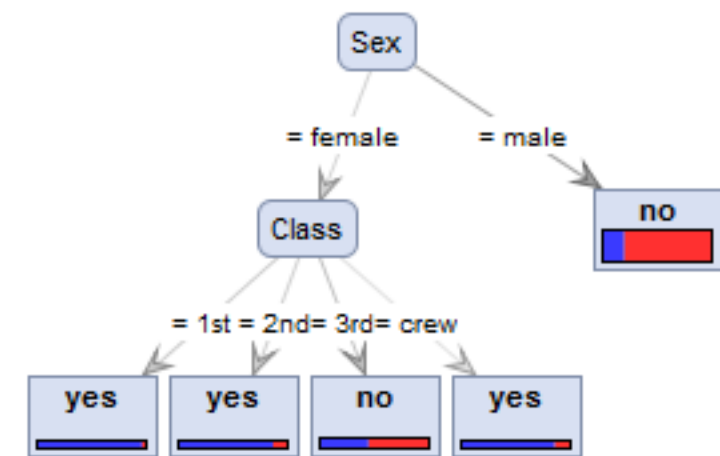 Sex
= female = male
no
Class
= 1st = 2nd= 3rd= crew
yes yes no yes